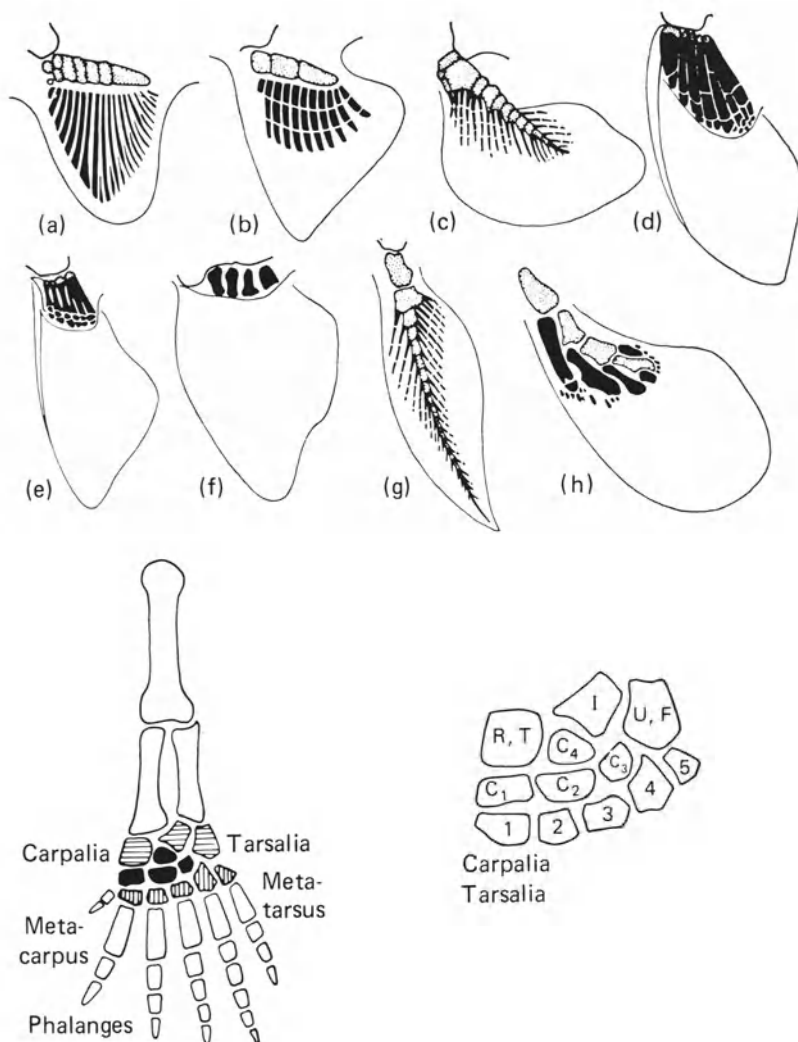 (a)
(b)
(c)
(d)
(e)
(f)
(g)
(h)
Carpalia
Tarsalia
Meta-
tarsus
Meta-
carpus
Phalanges
I
R, T
U, F
C4
C3
5
C1
C2
4
1
2
3
Carpalia
Tarsalia